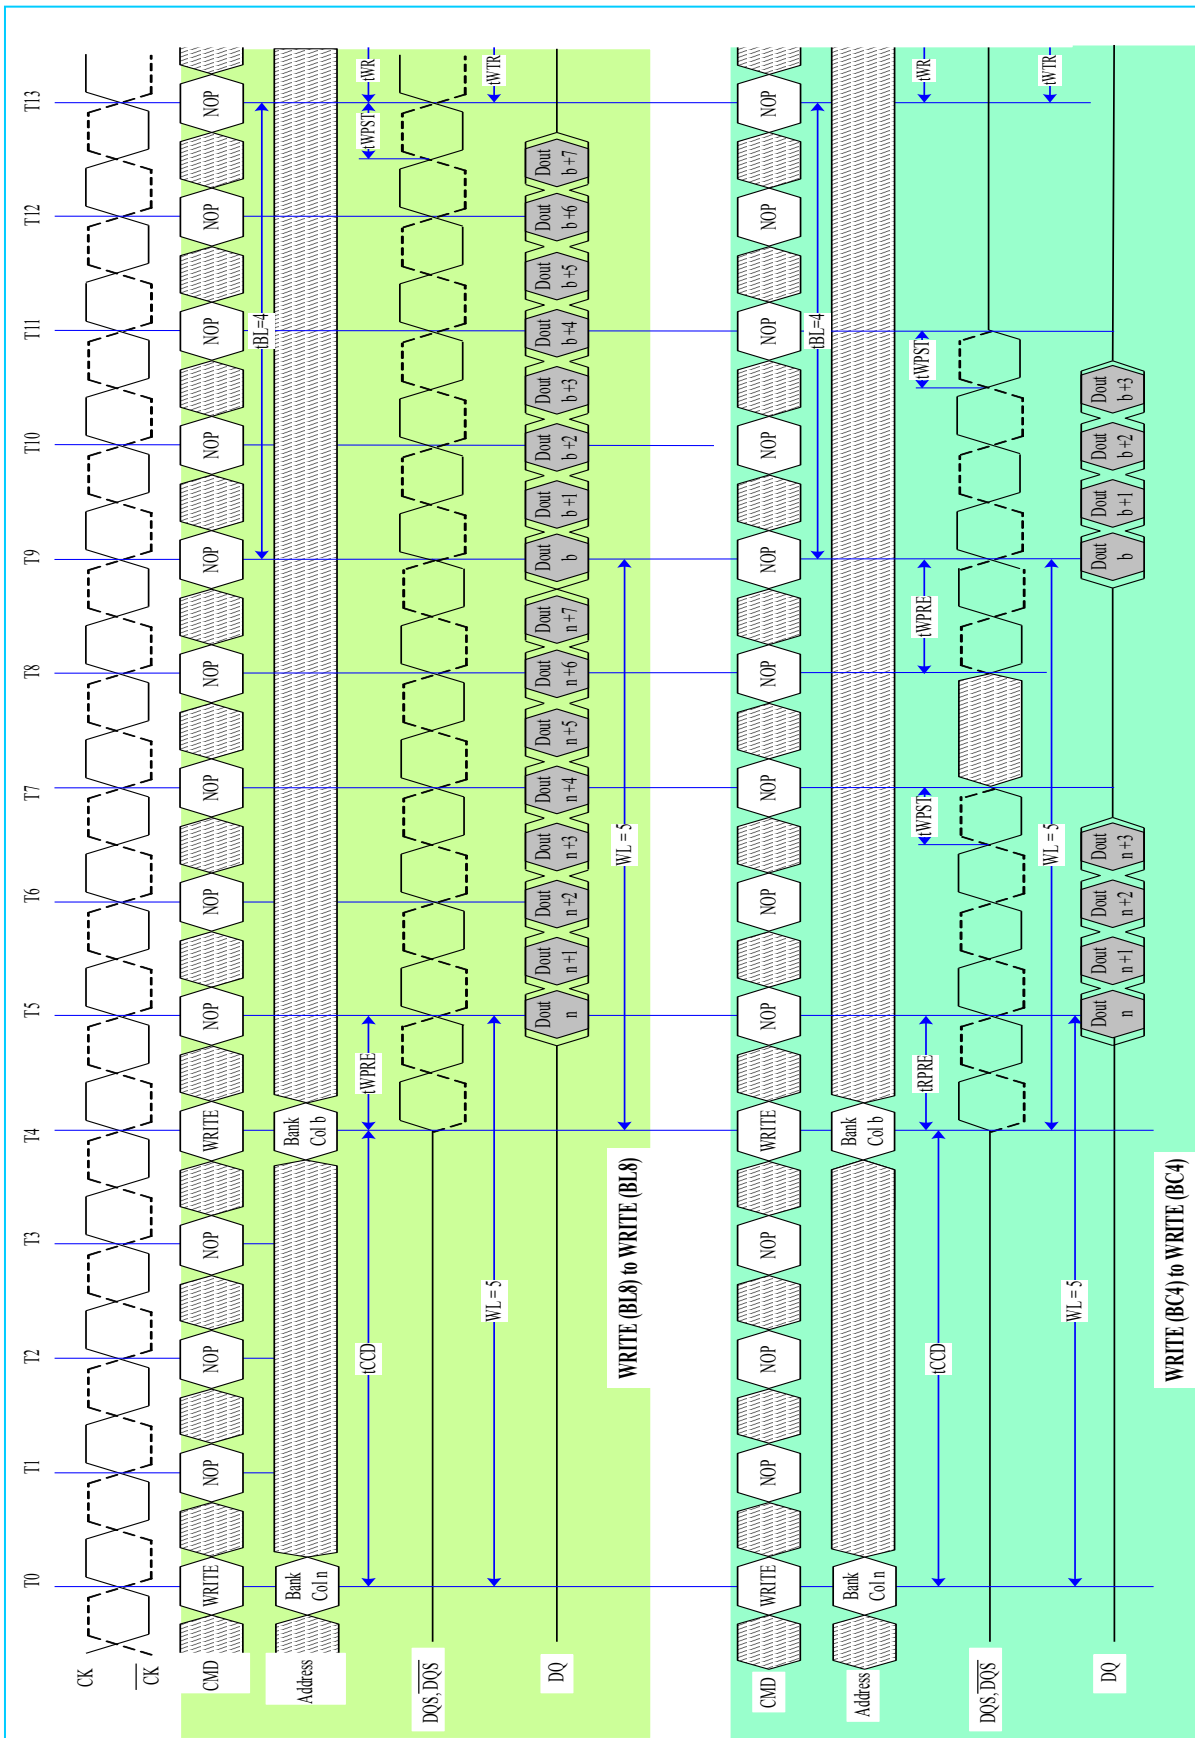 T0 T1 T2 T3 T4 T5 T6 T7 T8 T9 T10 T11 T12 T13
CK
CK
CMD WRITE NOP NOP NOP WRITE NOP NOP NOP NOP NOP NOP NOP NOP NOP
tBL=4
Address Bank Col n Bank Col b
tCCD tWPRE tWPST tWR
DQS, DQS
WL = 5 tWTR
DQ Dout n Dout n+1 Dout n+2 Dout n+3 Dout n+4 Dout n+5 Dout n+6 Dout n+7 Dout b Dout b+1 Dout b+2 Dout b+3 Dout b+4 Dout b+5 Dout b+6 Dout b+7
WL = 5
WRITE (BL8) to WRITE (BL8)
CMD WRITE NOP NOP NOP WRITE NOP NOP NOP NOP NOP NOP NOP NOP NOP
tBL=4
Address Bank Col n Bank Col b
tCCD tRPRE tWPST tWPRE tWPST tWR
DQS, DQS
WL = 5 tWTR
WL = 5
DQ Dout n Dout n+1 Dout n+2 Dout n+3 Dout b Dout b+1 Dout b+2 Dout b+3
WRITE (BC4) to WRITE (BC4)